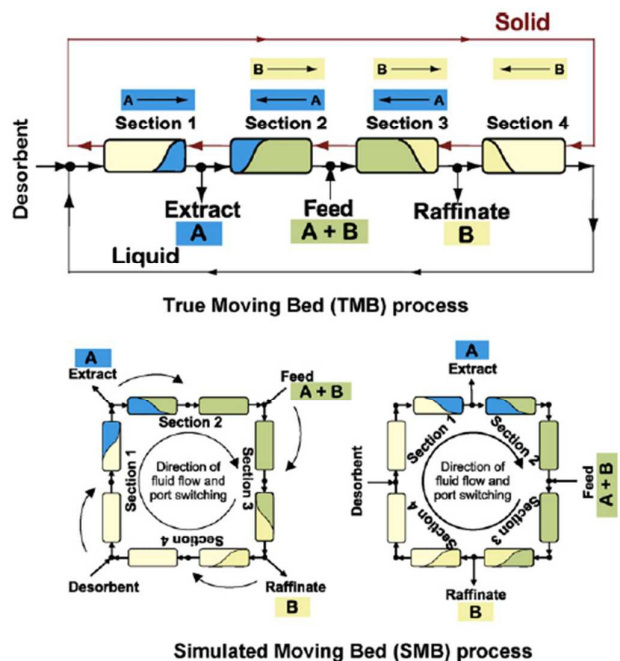 Solid
B B B
A A A
Section 1 Section 2 Section 3 Section 4
Desorbent
Extract Feed Raffinate
A A + B B
Liquid
True Moving Bed (TMB) process
A
Extract
Feed
A + B
Section 2
Section 1
Direction of
fluid flow and
port switching
Section 3
Section 4
Desorbent
Raffinate
B
A
Extract
Section 1
Section 2
Desorbent
Direction of
fluid flow and
port switching
Feed
A + B
Section 4
Section 3
Raffinate
B
Simulated Moving Bed (SMB) process